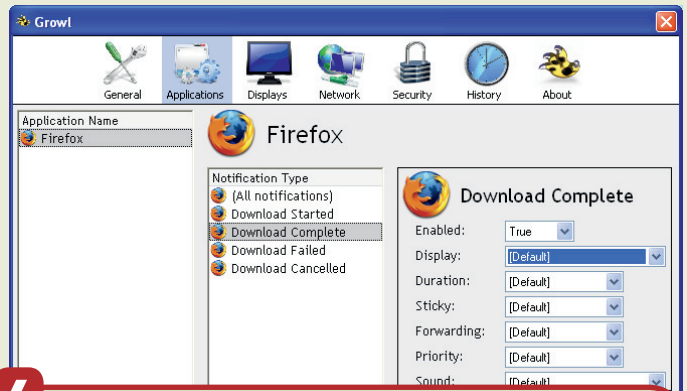 Growl
General Applications Displays Network Security History About
Application Name
Firefox
Firefox
Notification Type
(All notifications)
Download Started
Download Complete
Download Failed
Download Cancelled
Download Complete
Enabled: True
Display: [Default]
Duration: [Default]
Sticky: [Default]
Forwarding: [Default]
Priority: [Default]
Sound: [Default]